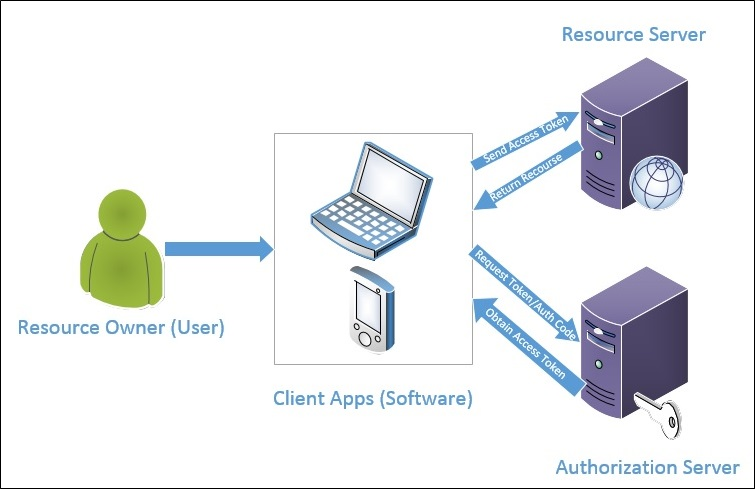 Resource Server
Send Access Token
Return Recourse
Resource Owner (User)
Request Token/Auth Code
Obtain Access Token
Client Apps (Software)
Authorization Server